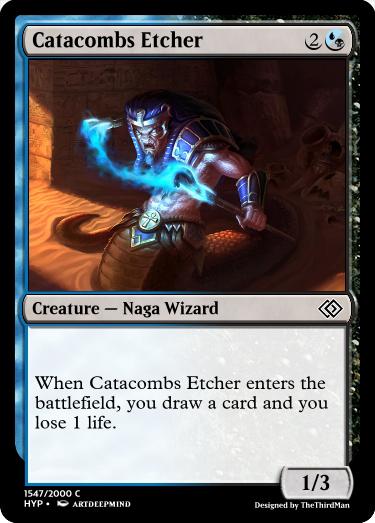 Catacombs Etcher 2
Creature — Naga Wizard
When Catacombs Etcher enters the
battlefield, you draw a card and you
lose 1 life.
1/3
1547/2000 C
HYP • ARTDEEPMIND
Designed by TheThirdMan